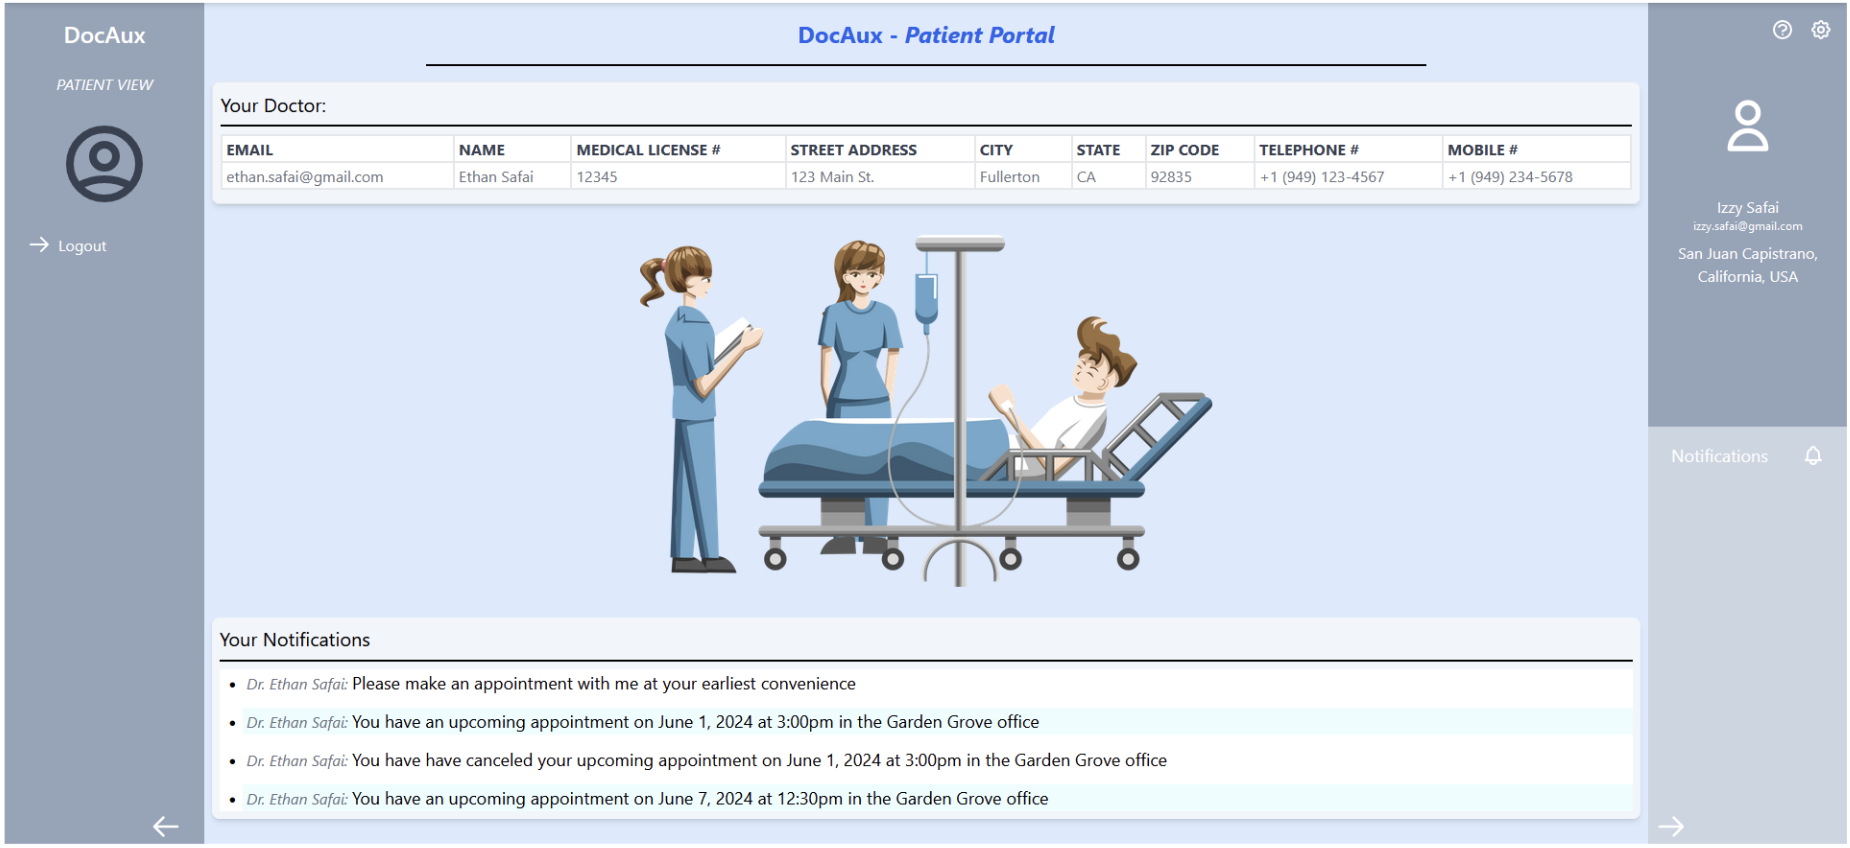 DocAux
PATIENT VIEW
Logout
DocAux - Patient Portal
Your Doctor:
EMAIL NAME MEDICAL LICENSE # STREET ADDRESS CITY STATE ZIP CODE TELEPHONE # MOBILE #
ethan.safai@gmail.com Ethan Safai 12345 123 Main St. Fullerton CA 92835 +1 (949) 123-4567 +1 (949) 234-5678
Your Notifications
Dr. Ethan Safai: Please make an appointment with me at your earliest convenience
Dr. Ethan Safai: You have an upcoming appointment on June 1, 2024 at 3:00pm in the Garden Grove office
Dr. Ethan Safai: You have have canceled your upcoming appointment on June 1, 2024 at 3:00pm in the Garden Grove office
Dr. Ethan Safai: You have an upcoming appointment on June 7, 2024 at 12:30pm in the Garden Grove office
Izzy Safai
izzy.safai@gmail.com
San Juan Capistrano,
California, USA
Notifications